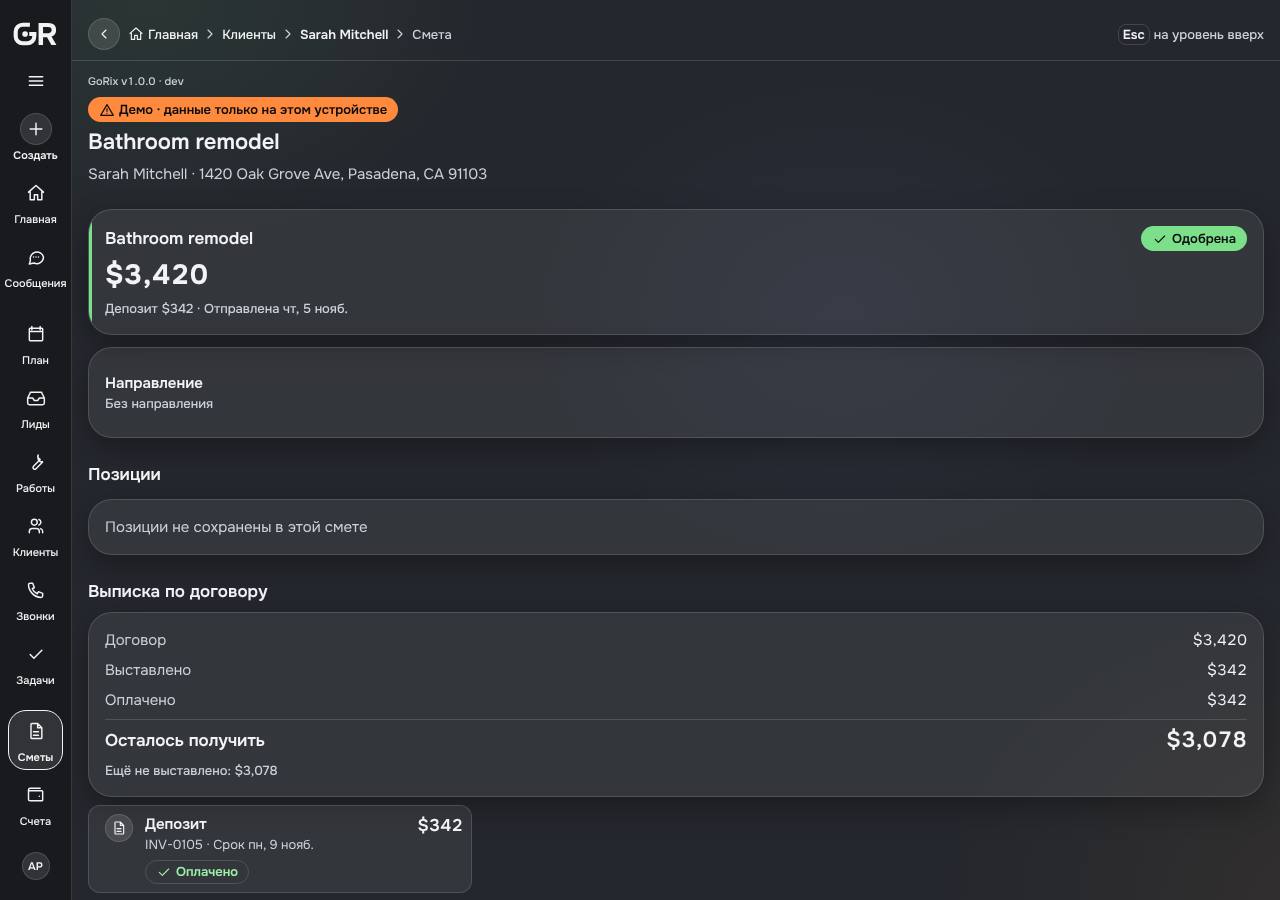 GR
Создать
Главная
Сообщения
План
Лиды
Работы
Клиенты
Звонки
Задачи
Сметы
Счета
AP
Главная > Клиенты > Sarah Mitchell > Смета
Esc на уровень вверх
GoRix v1.0.0 · dev
Демо · данные только на этом устройстве
Bathroom remodel
Sarah Mitchell · 1420 Oak Grove Ave, Pasadena, CA 91103
Bathroom remodel
Одобрена
$3,420
Депозит $342 · Отправлена чт, 5 нояб.
Направление
Без направления
Позиции
Позиции не сохранены в этой смете
Выписка по договору
Договор $3,420
Выставлено $342
Оплачено $342
Осталось получить $3,078
Ещё не выставлено: $3,078
Депозит $342
INV-0105 · Срок пн, 9 нояб.
Оплачено